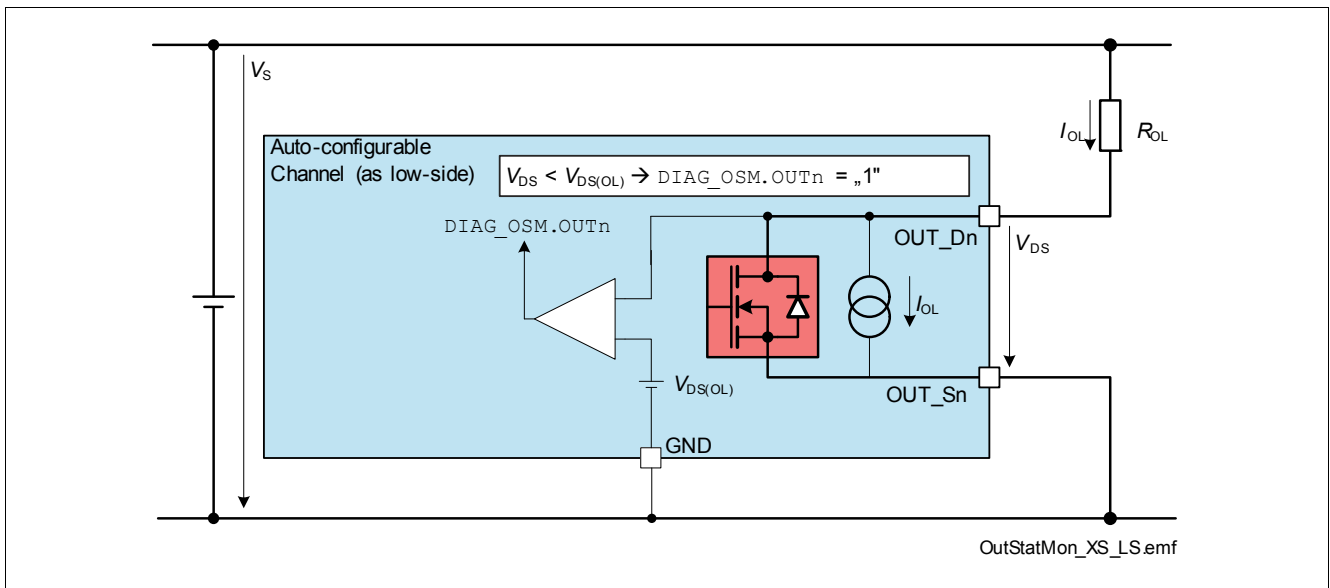 VS
Auto-configurable
Channel (as low-side)
VDS < VDS(OL) → DIAG_OSM.OUTn = „1"
IOL
ROL
DIAG_OSM.OUTn
OUT_Dn
VDS
IOL
VDS(OL)
OUT_Sn
GND
OutStatMon_XS_LS.emf